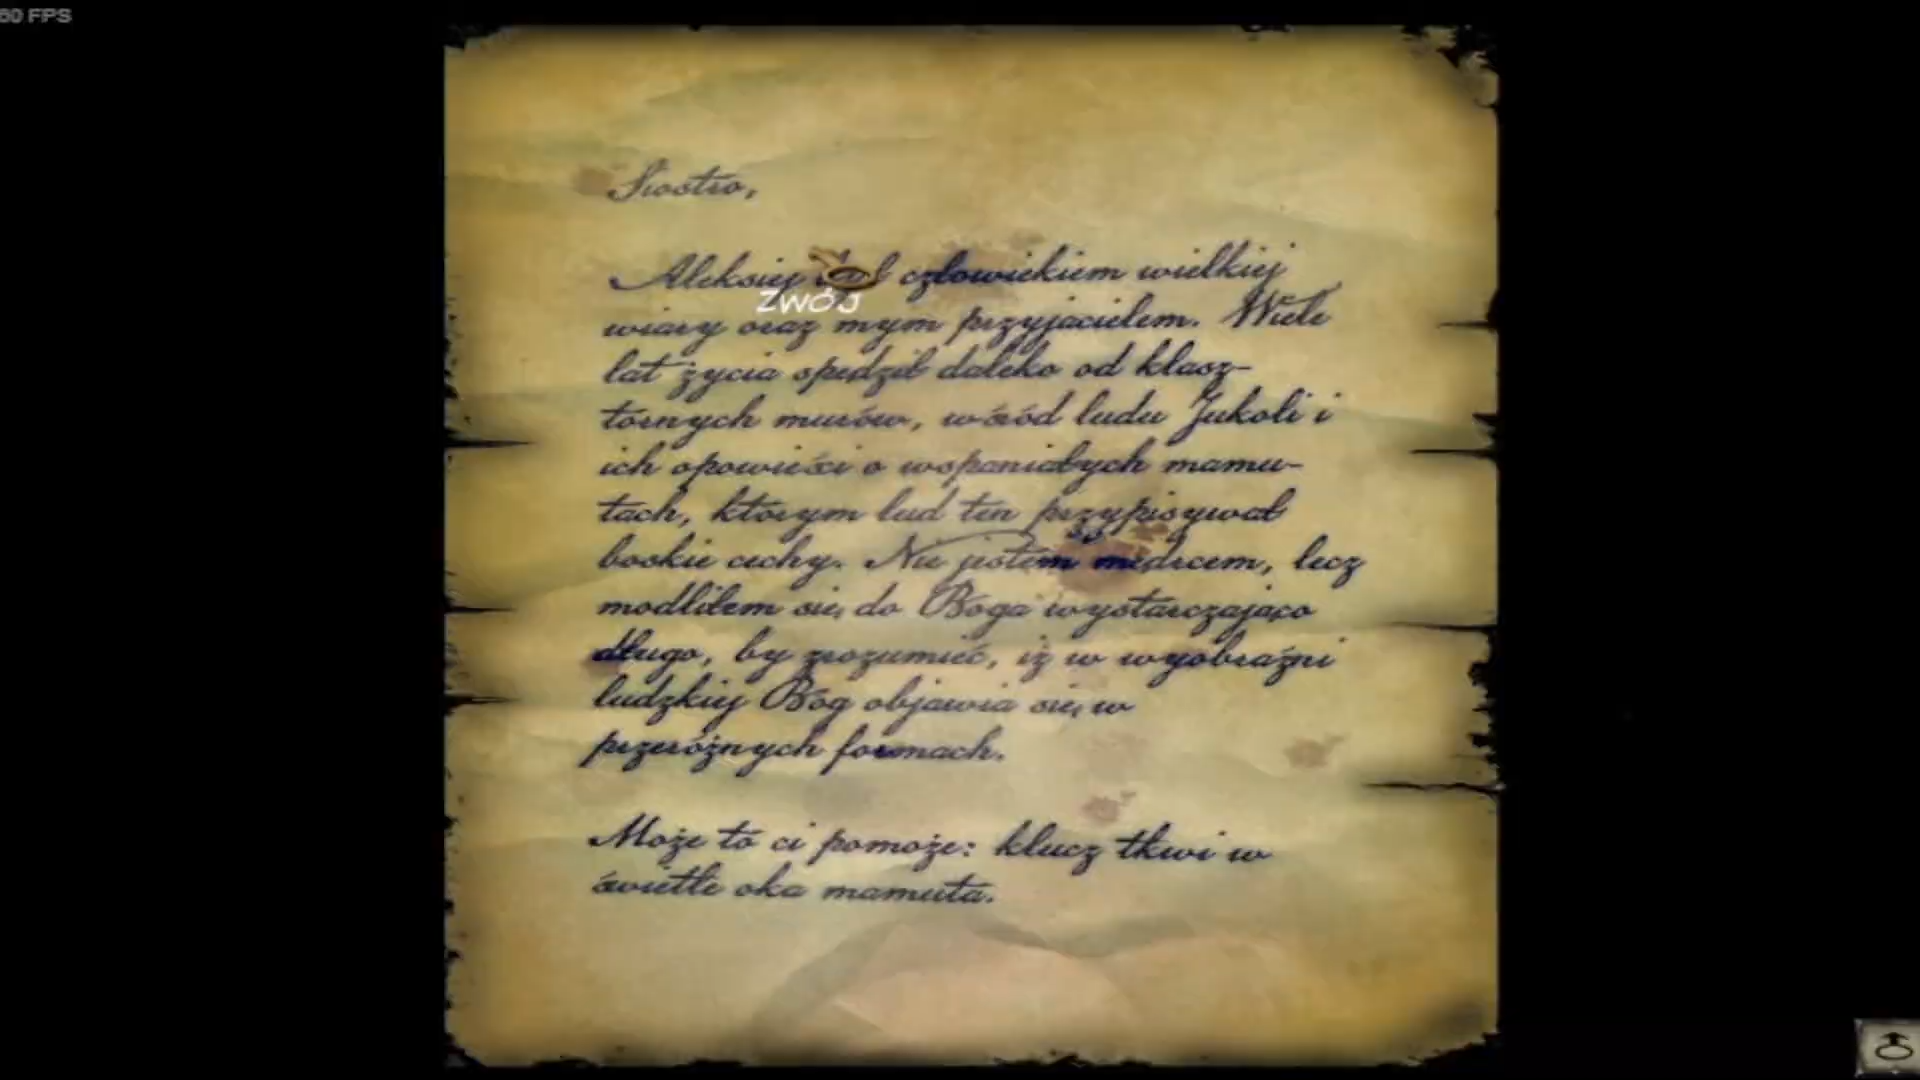 60 FPS
Siostro,
Aleksiej był człowiekiem wielkiej
ZWÓJ
wiary oraz mym przyjacielem. Wiele
lat życia spędził daleko od klasz-
tornych murów, wśród ludu Jukoli i
ich opowieści o wspaniałych mamu-
tach, którym lud ten przypisywał
boskie cechy. Nie jestem mędrcem, lecz
modliłem się do Boga wystarczająco
długo, by zrozumieć, iż w wyobraźni
ludzkiej Bóg objawia się w
przeróżnych formach.
Może to ci pomoże: klucz tkwi w
świetle oka mamuta.